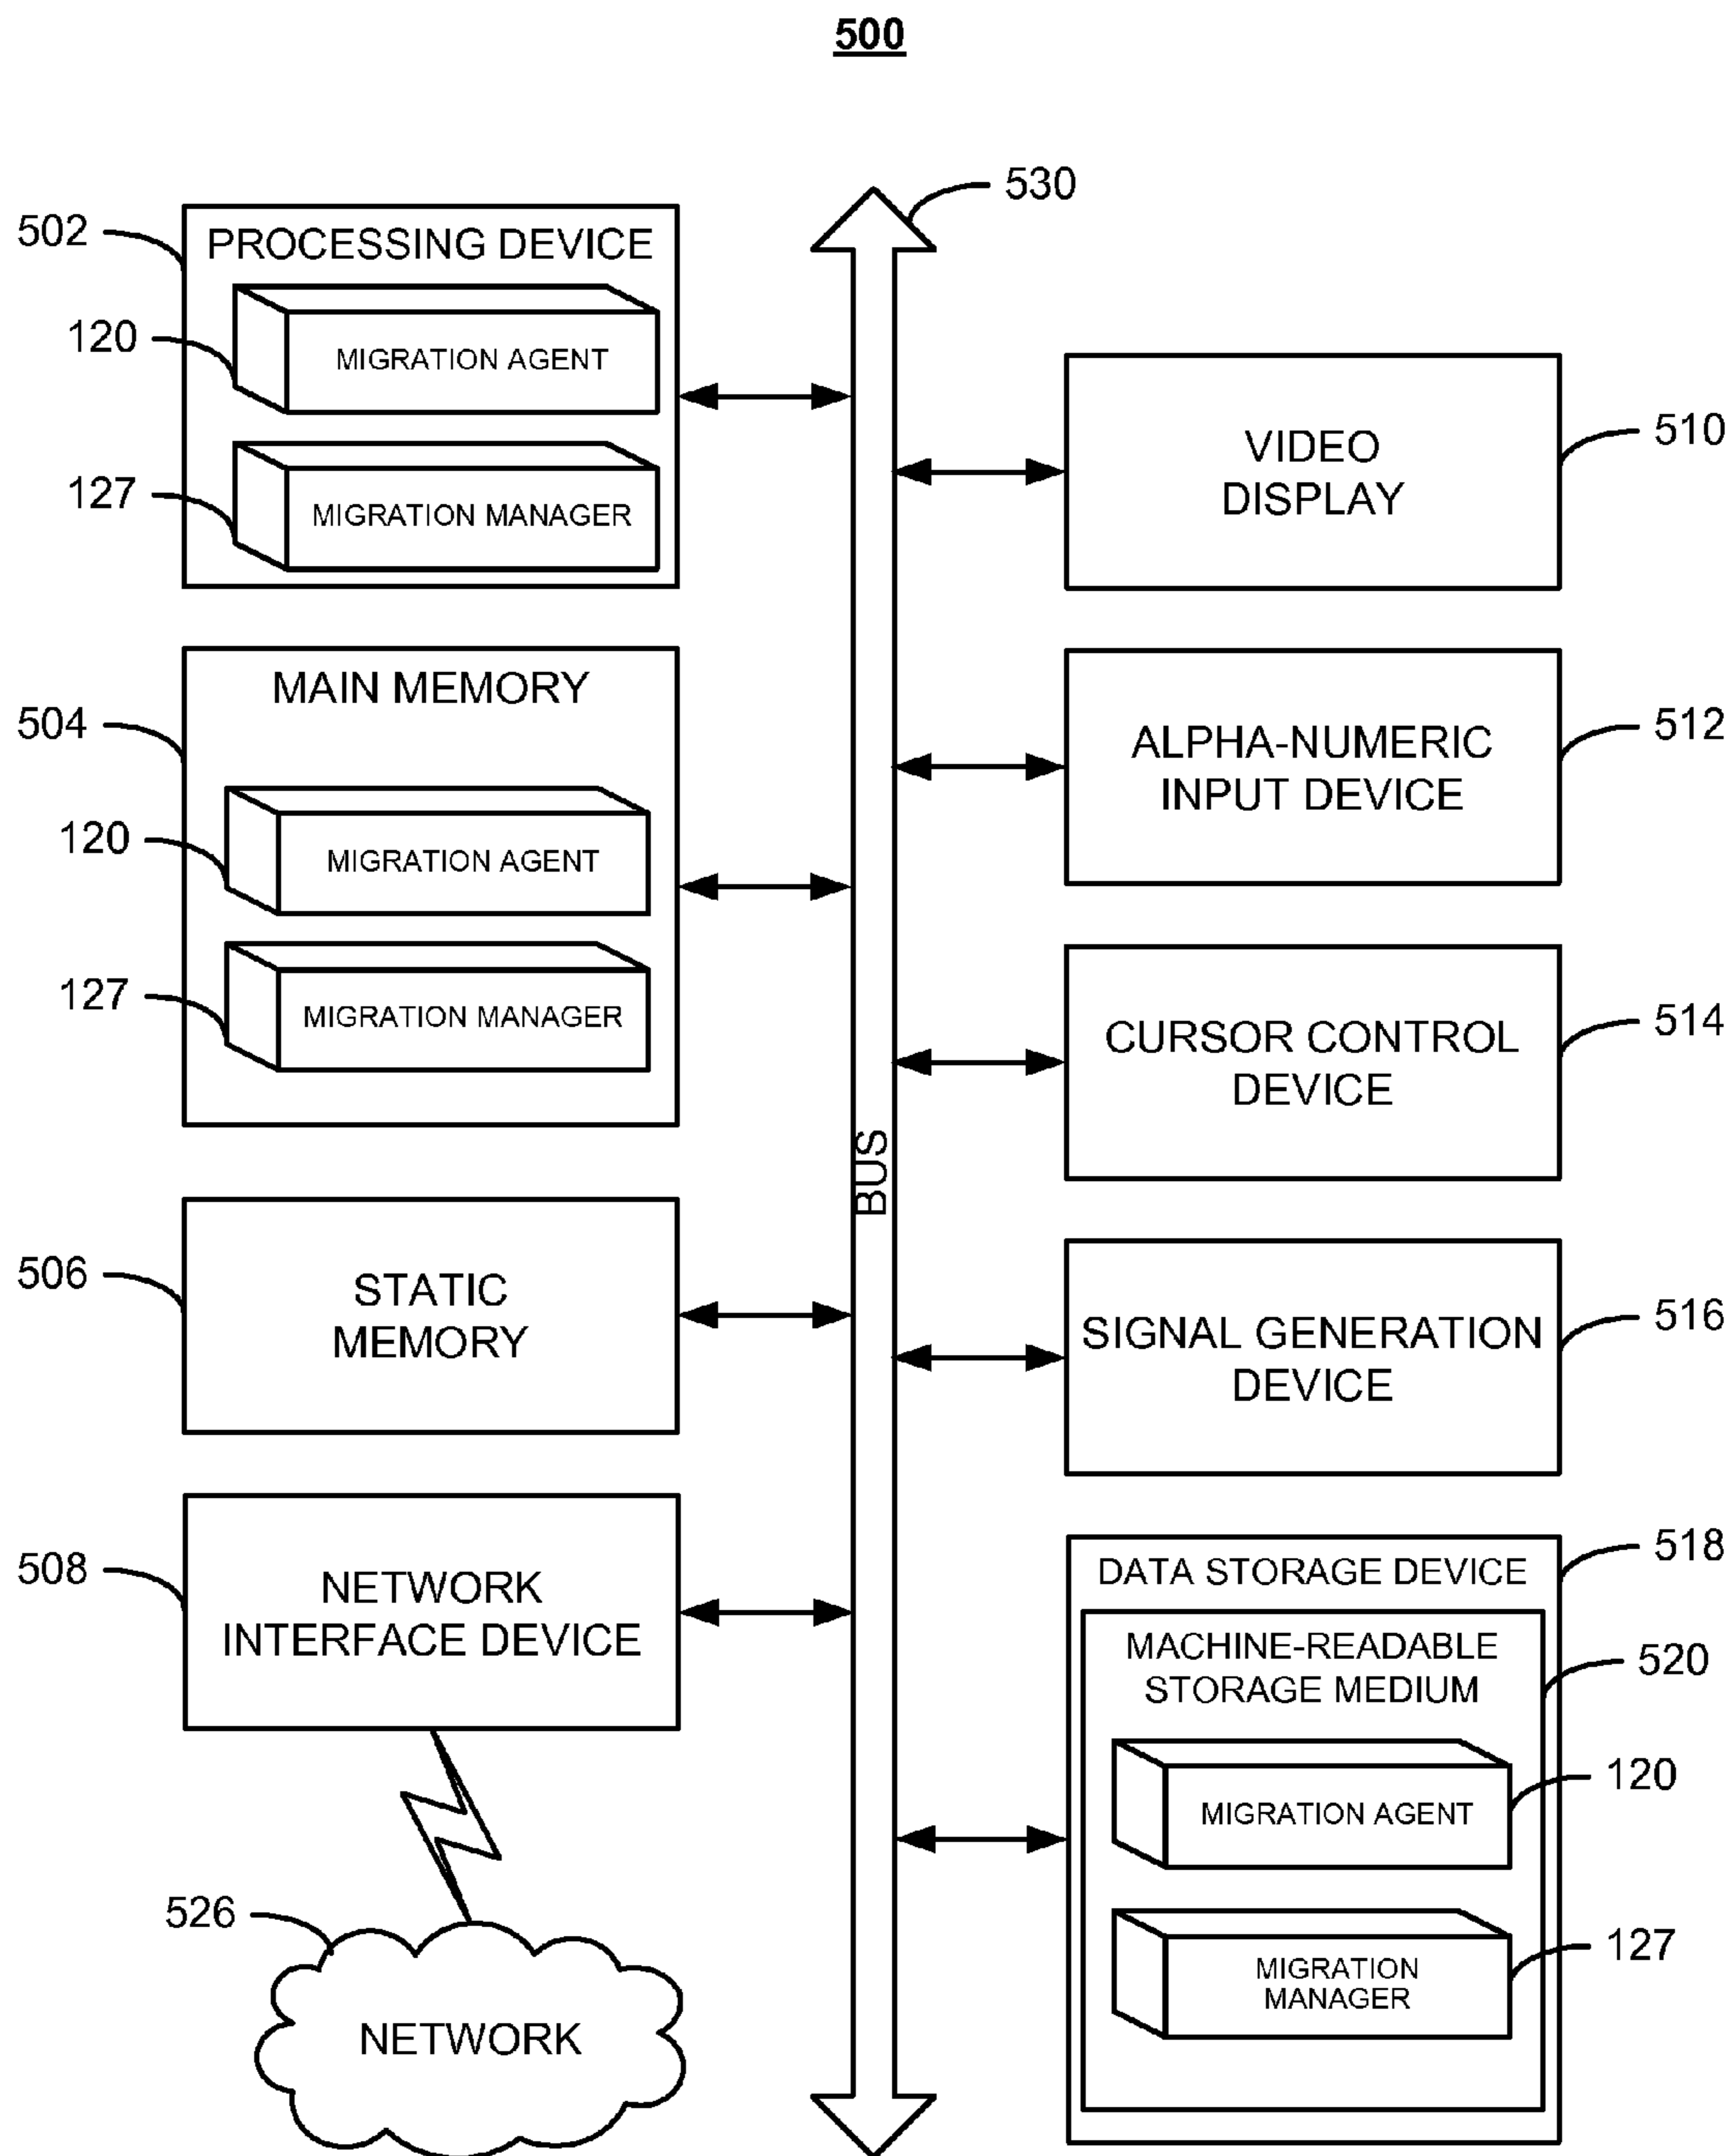 500
530
502
PROCESSING DEVICE
120
MIGRATION AGENT
127
MIGRATION MANAGER
504
MAIN MEMORY
120
MIGRATION AGENT
127
MIGRATION MANAGER
506
STATIC
MEMORY
508
NETWORK
INTERFACE DEVICE
526
NETWORK
BUS
510
VIDEO
DISPLAY
512
ALPHA-NUMERIC
INPUT DEVICE
514
CURSOR CONTROL
DEVICE
516
SIGNAL GENERATION
DEVICE
518
DATA STORAGE DEVICE
MACHINE-READABLE
STORAGE MEDIUM
520
MIGRATION AGENT
120
MIGRATION
MANAGER
127